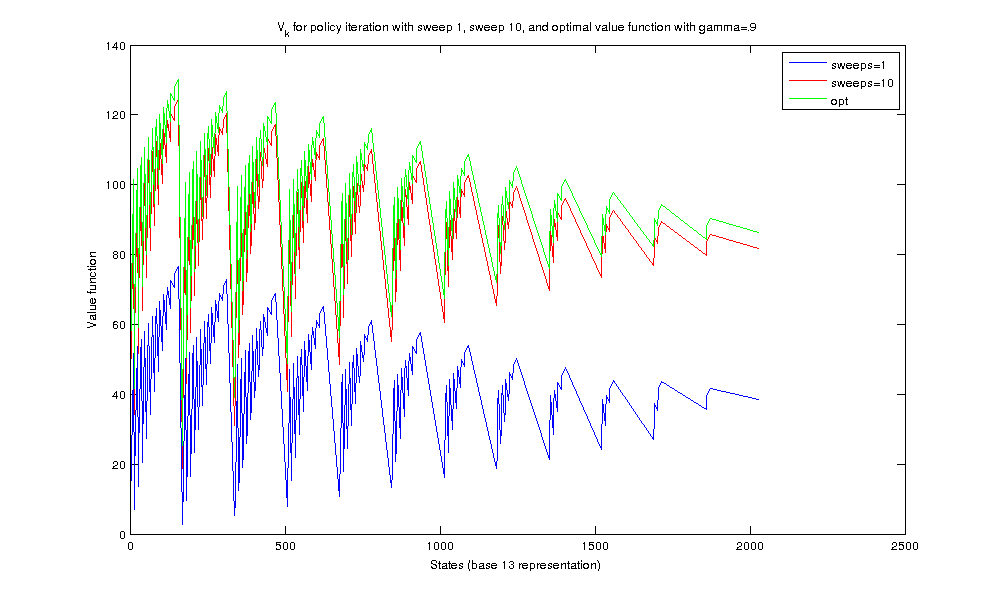 V_k for policy iteration with sweep 1, sweep 10, and optimal value function with gamma=.9
140
120
100
80
60
40
20
0
Value function
sweeps=1
sweeps=10
opt
0
500
1000
1500
2000
2500
States (base 13 representation)